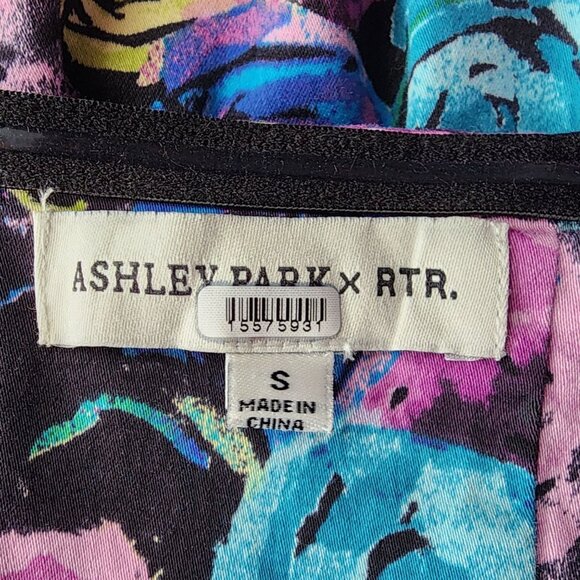 ASHLEY PARK X RTR.
15575931
S
MADE IN
CHINA